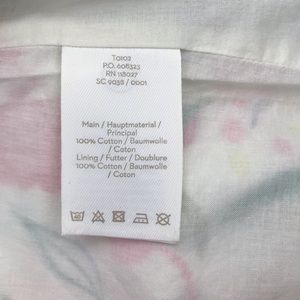 T0102
P.O. 608323
RN 118027
SC 9038 / 0001
Main / Hauptmaterial /
Principal
100% Cotton / Baumwolle
/ Coton
Lining / Futter / Doublure
100% Cotton / Baumwolle
/ Coton